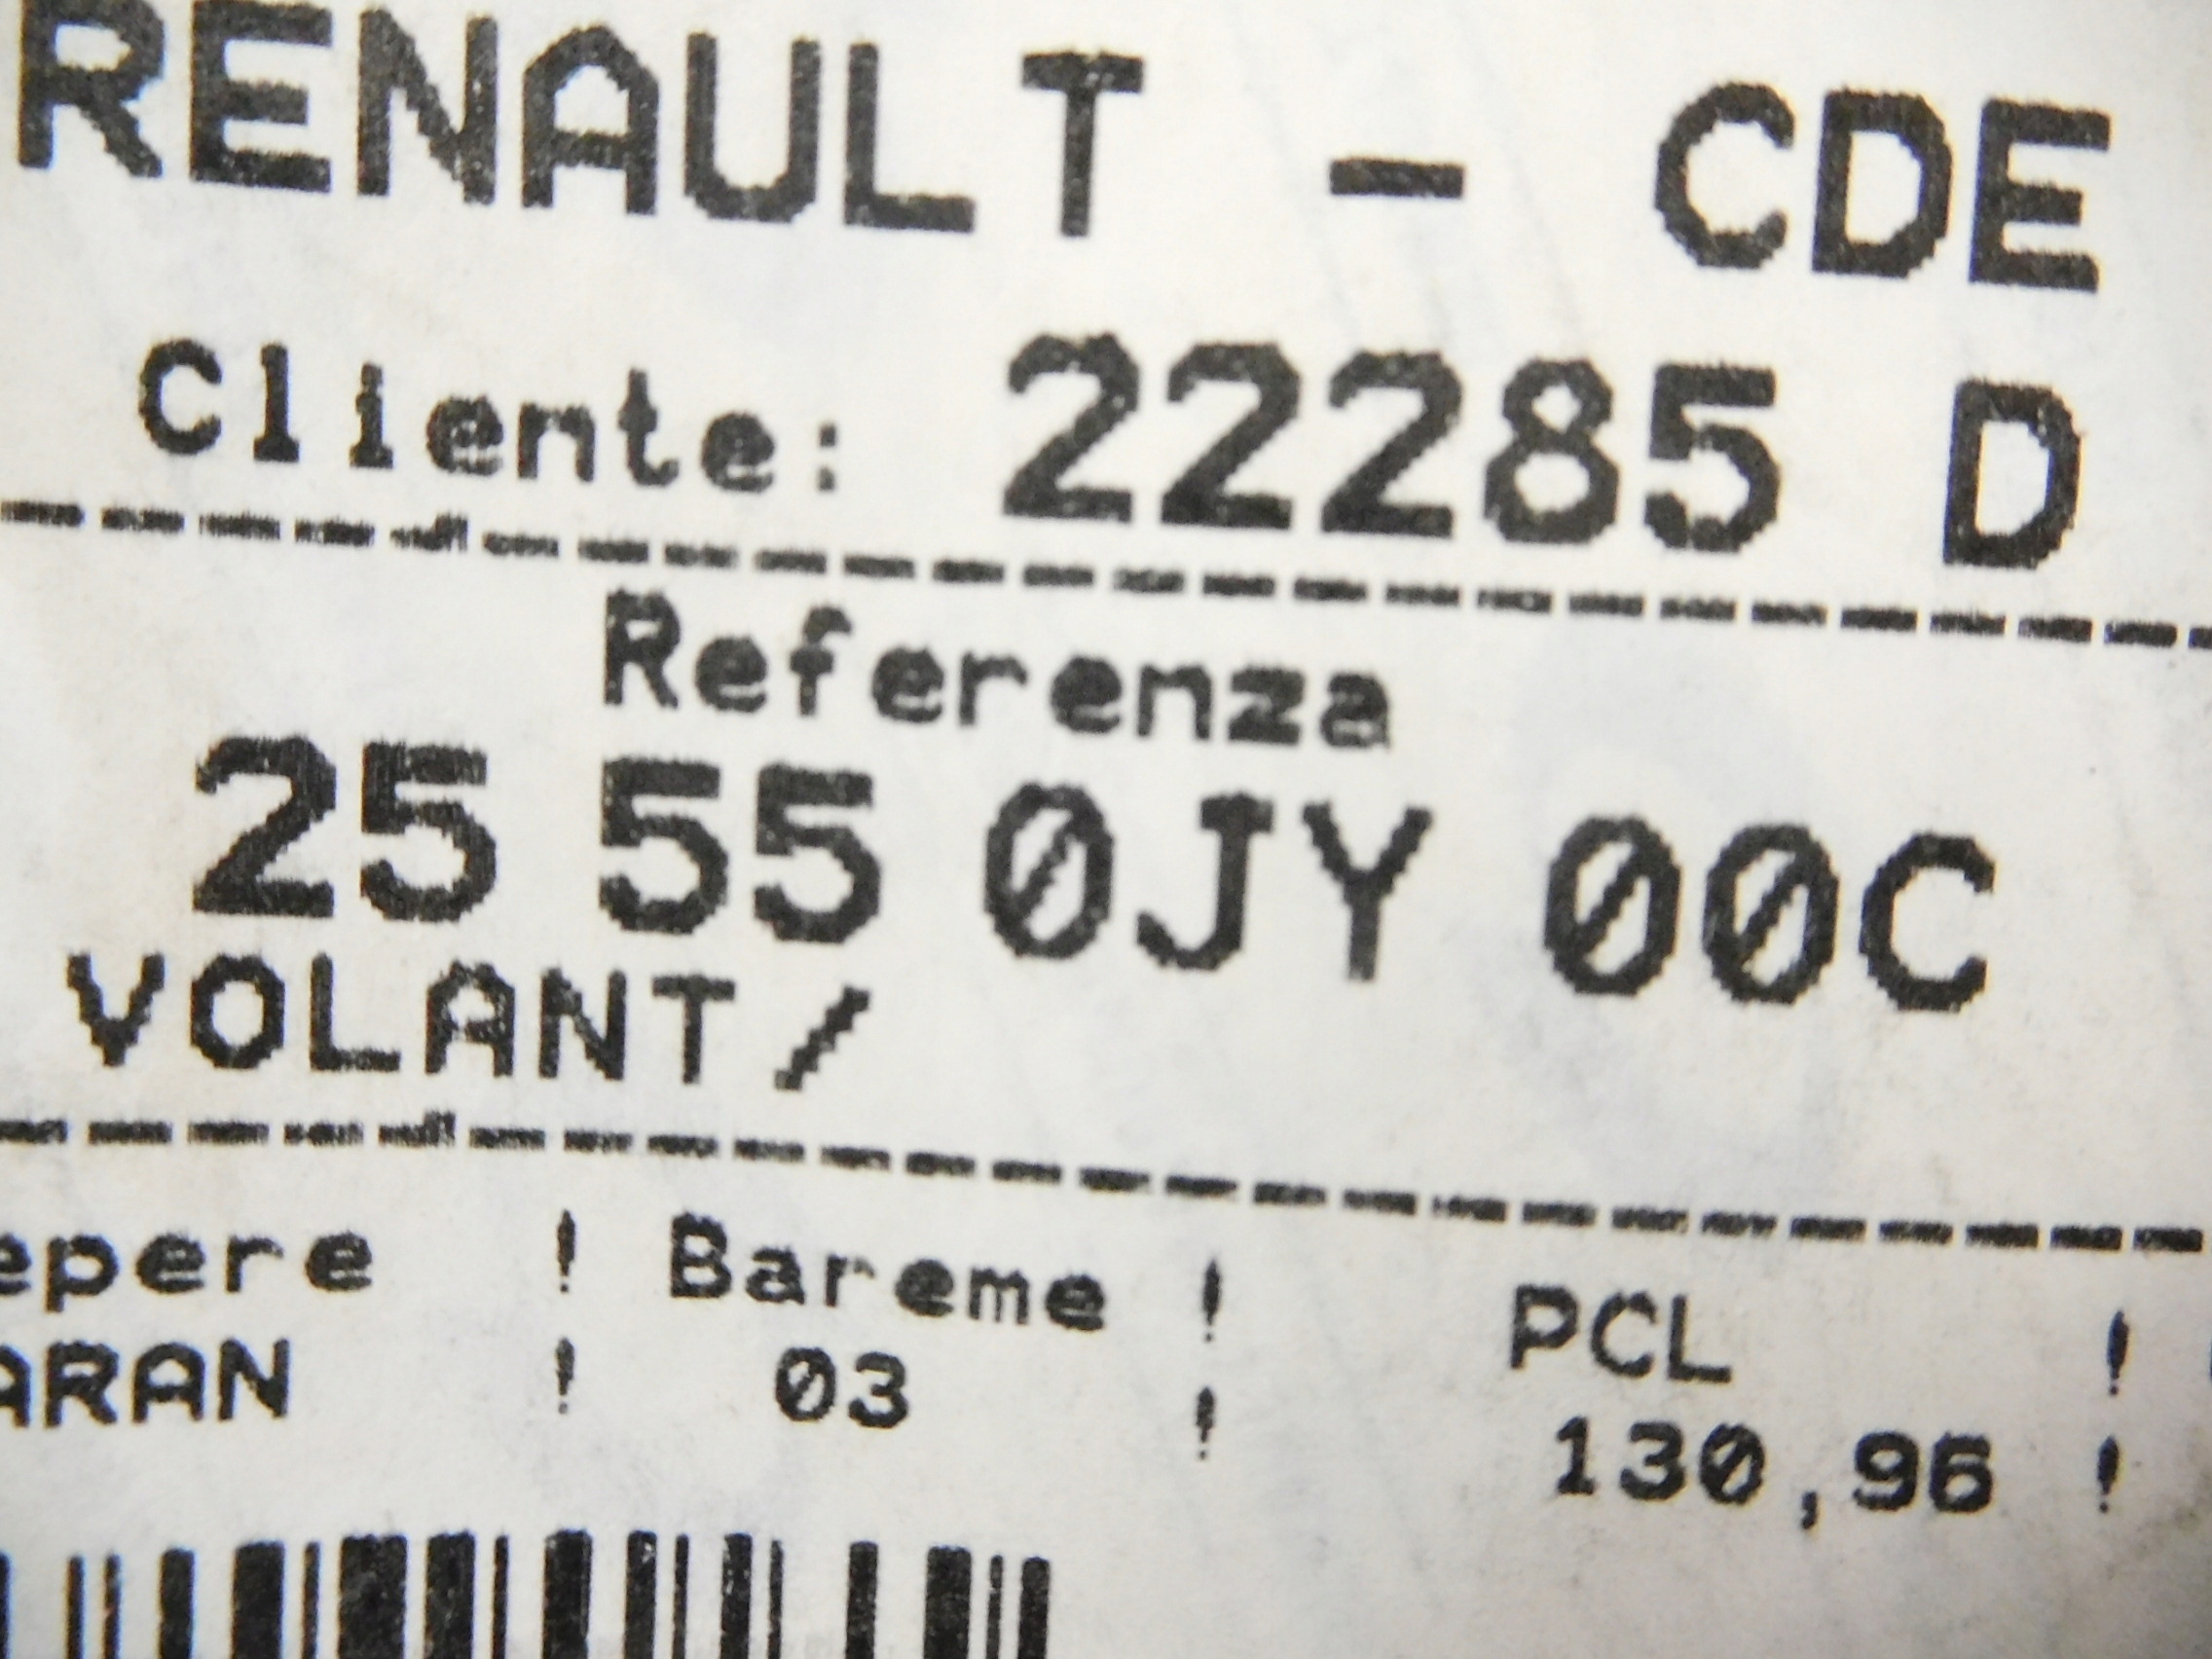 RENAULT - CDE
Cliente: 22285 D
Referenza
25 55 0JY 00C
VOLANT/
epere ! Bareme ! PCL !
ARAN ! 03 ! 130,96 !